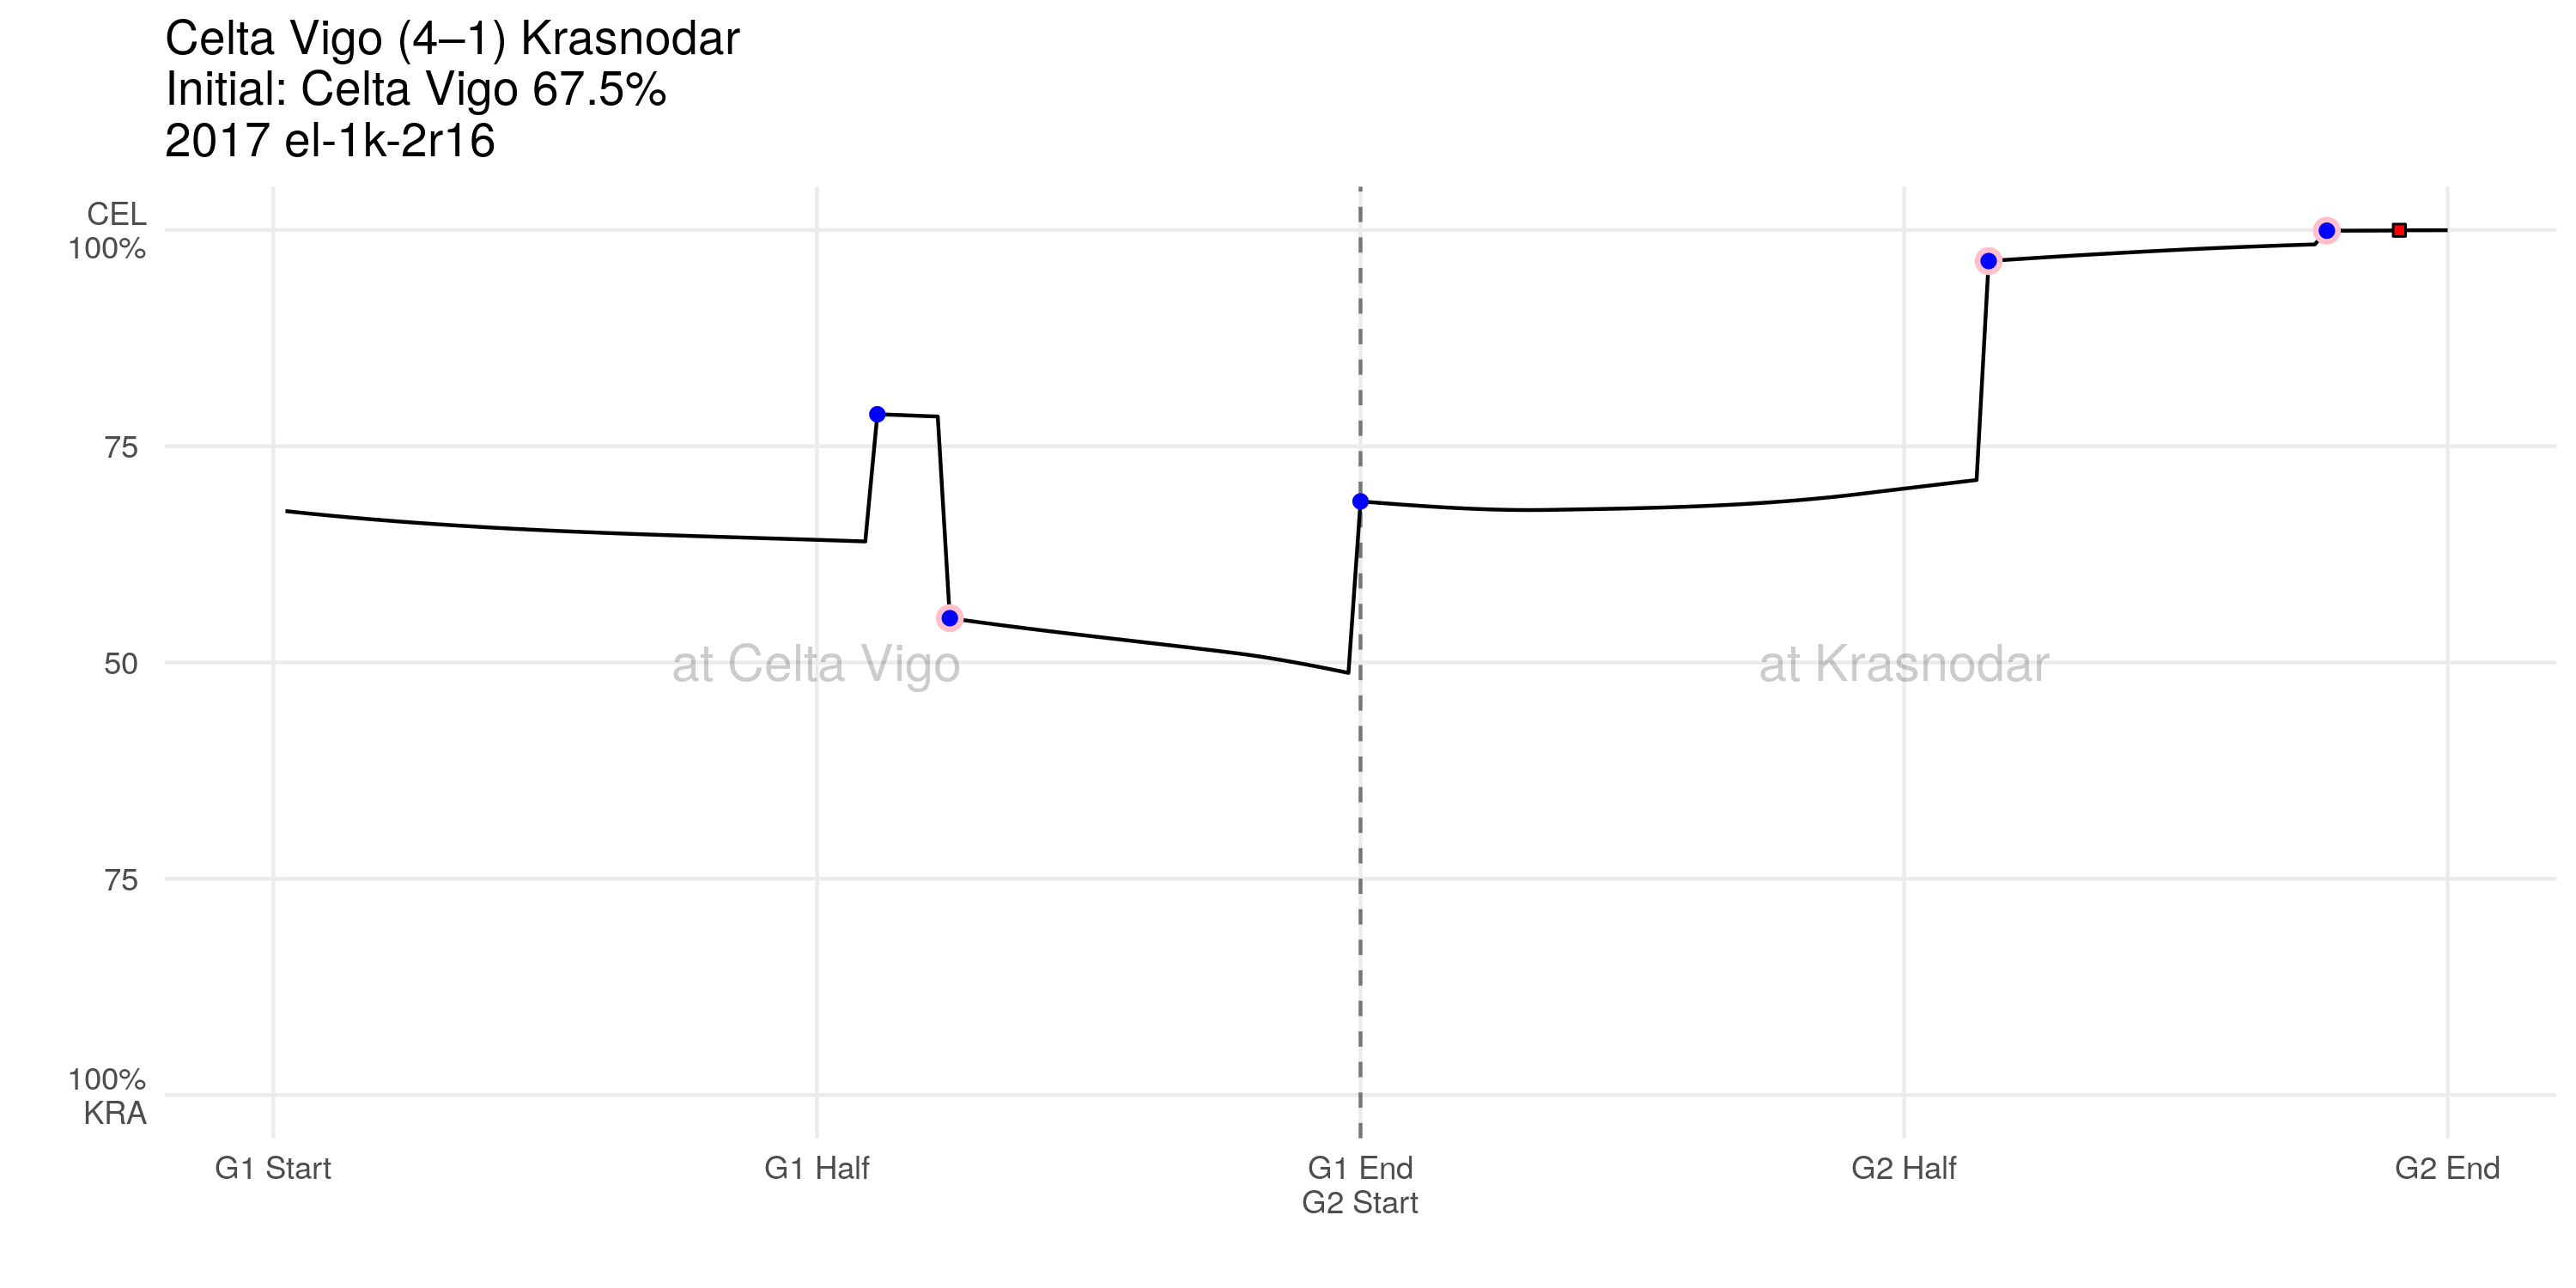 Celta Vigo (4–1) Krasnodar
Initial: Celta Vigo 67.5%
2017 el-1k-2r16
CEL
100%
75
50
75
100%
KRA
at Celta Vigo
at Krasnodar
G1 Start
G1 Half
G1 End
G2 Start
G2 Half
G2 End